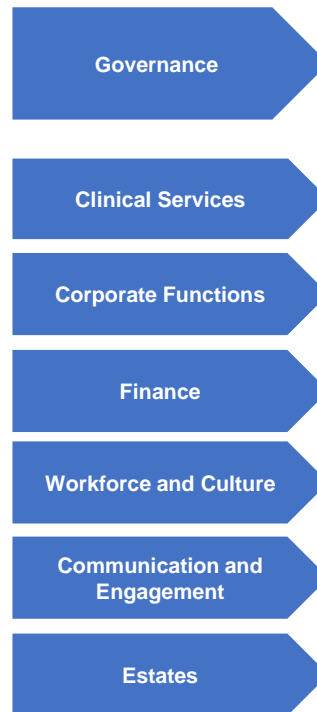 Governance
Clinical Services
Corporate Functions
Finance
Workforce and Culture
Communication and
Engagement
Estates